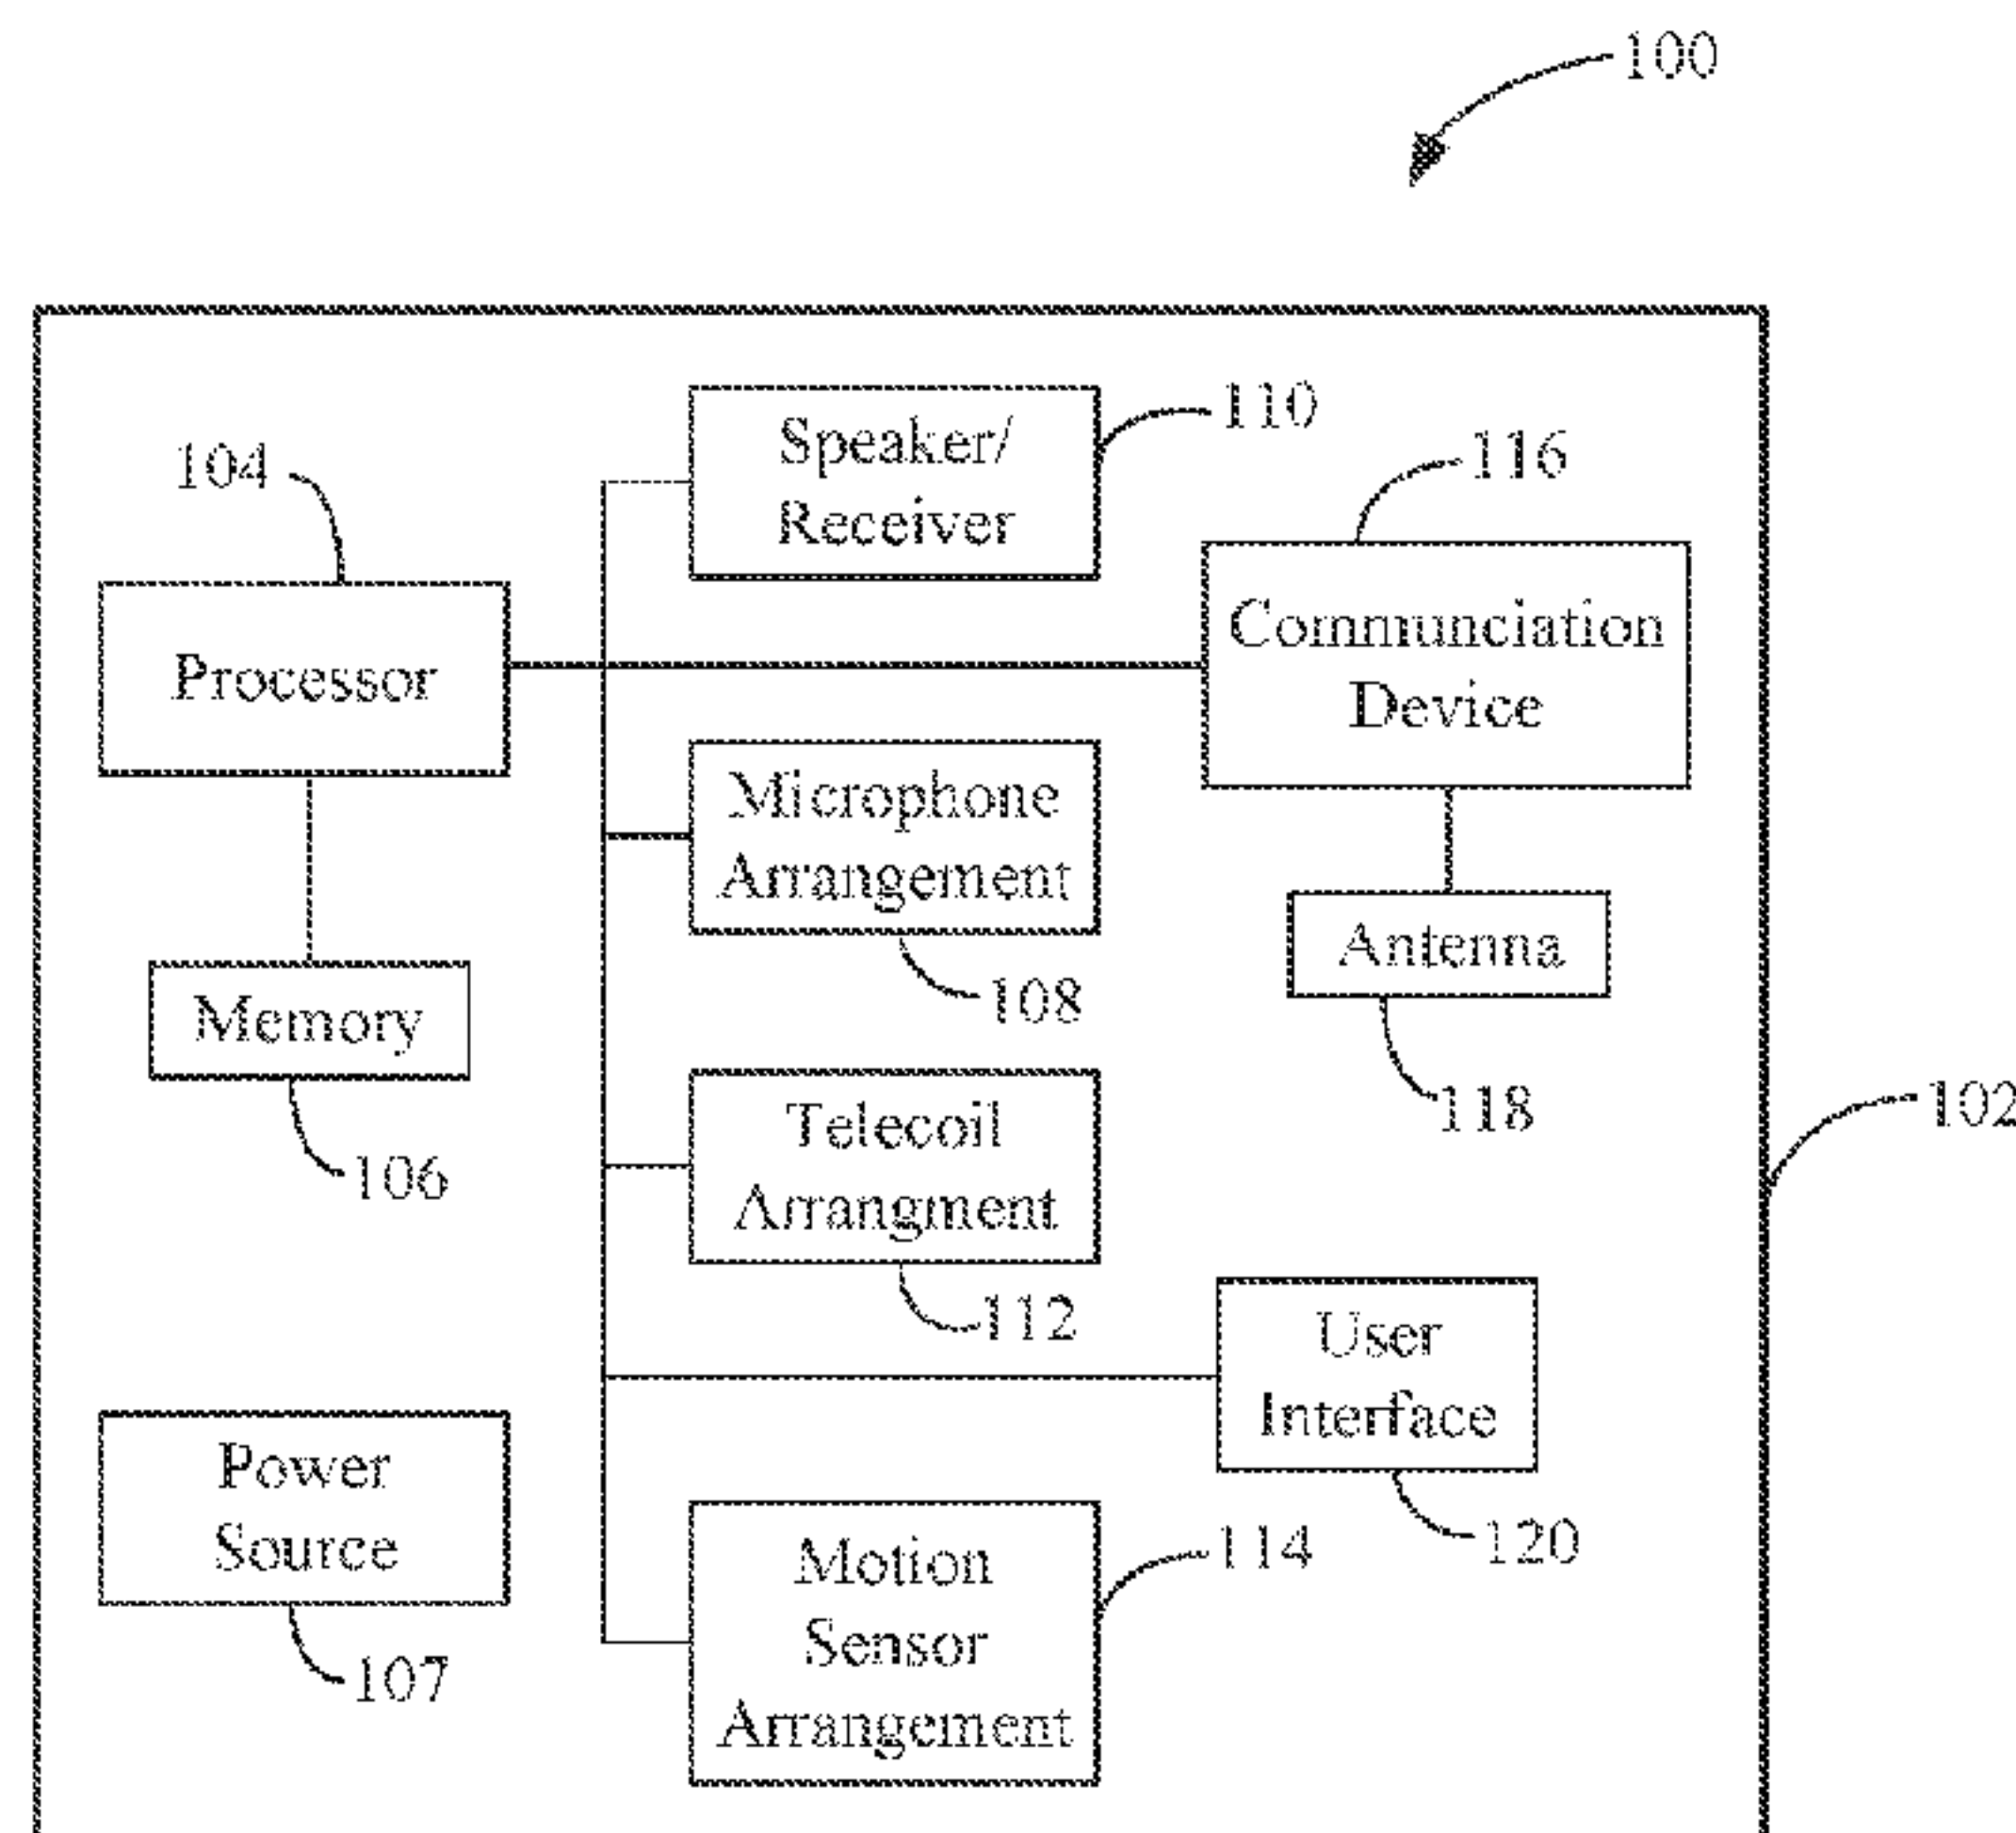 100
Speaker/
Receiver
110
104
116
Processor
Communciation
Device
Microphone
Arrangement
108
Antenna
118
Memory
106
102
Telecoil
Arrangment
112
User
Interface
120
Power
Source
107
Motion
Sensor
Arrangement
114